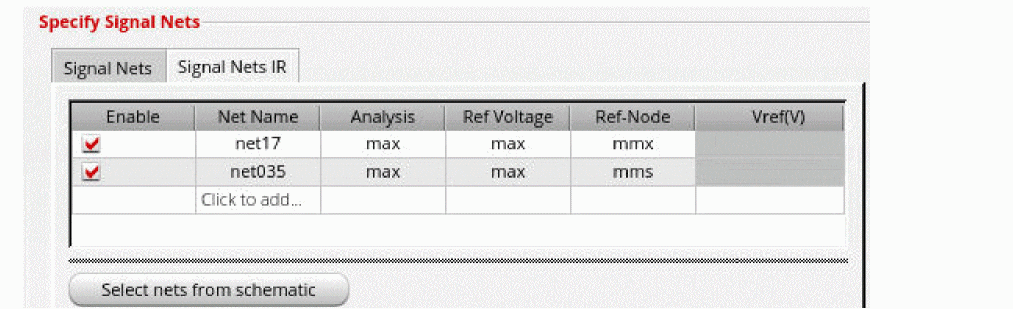 Specify Signal Nets
Signal Nets Signal Nets IR
Enable Net Name Analysis Ref Voltage Ref-Node Vref(V)
net17 max max mmx
net035 max max mms
Click to add...
Select nets from schematic